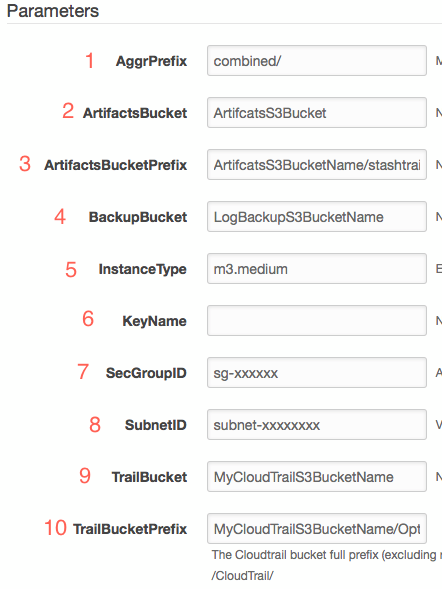 Parameters
1 AggrPrefix combined/ M
2 ArtifactsBucket ArtifcatsS3Bucket N
3 ArtifactsBucketPrefix ArtifcatsS3BucketName/stashtrai N
4 BackupBucket LogBackupS3BucketName N
5 InstanceType m3.medium E
6 KeyName N
7 SecGroupID sg-xxxxxx A
8 SubnetID subnet-xxxxxxxx V
9 TrailBucket MyCloudTrailS3BucketName N
10 TrailBucketPrefix MyCloudTrailS3BucketName/Opt
The Cloudtrail bucket full prefix (excluding
/CloudTrail/